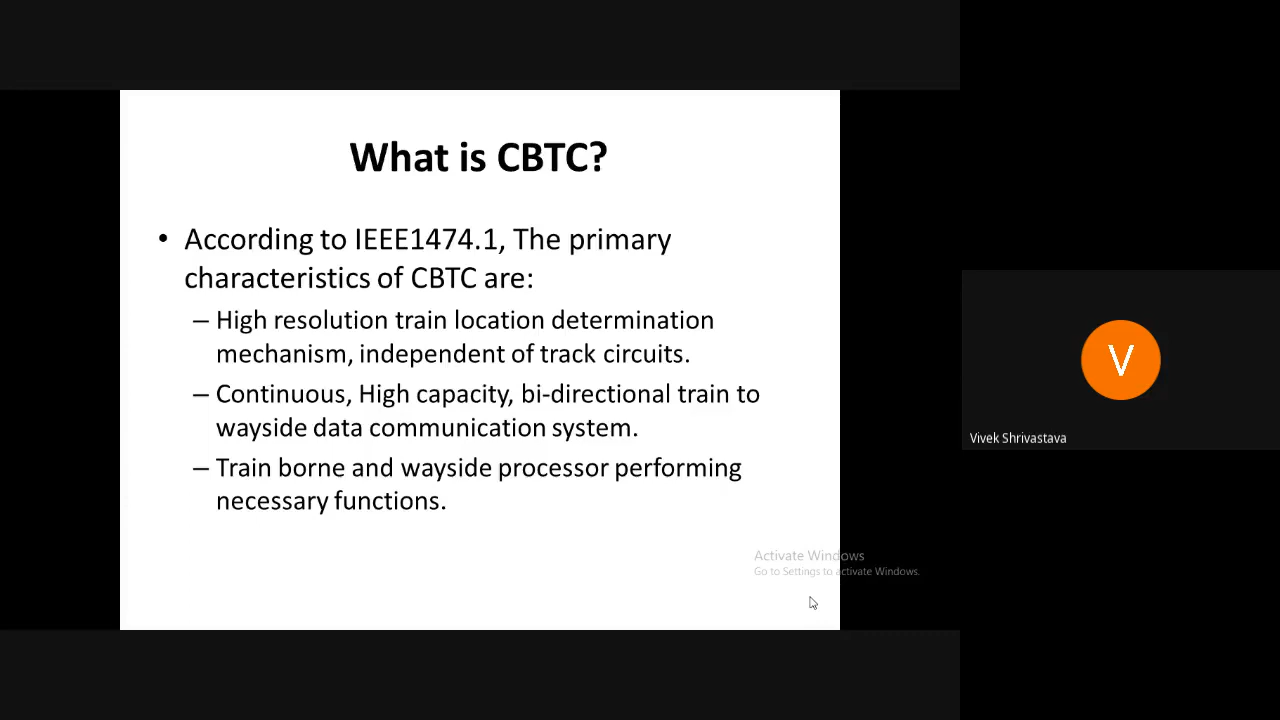 What is CBTC?
• According to IEEE1474.1, The primary
characteristics of CBTC are:
– High resolution train location determination
mechanism, independent of track circuits.
– Continuous, High capacity, bi-directional train to
wayside data communication system.
– Train borne and wayside processor performing
necessary functions.
Activate Windows
Go to Settings to activate Windows.
V
Vivek Shrivastava